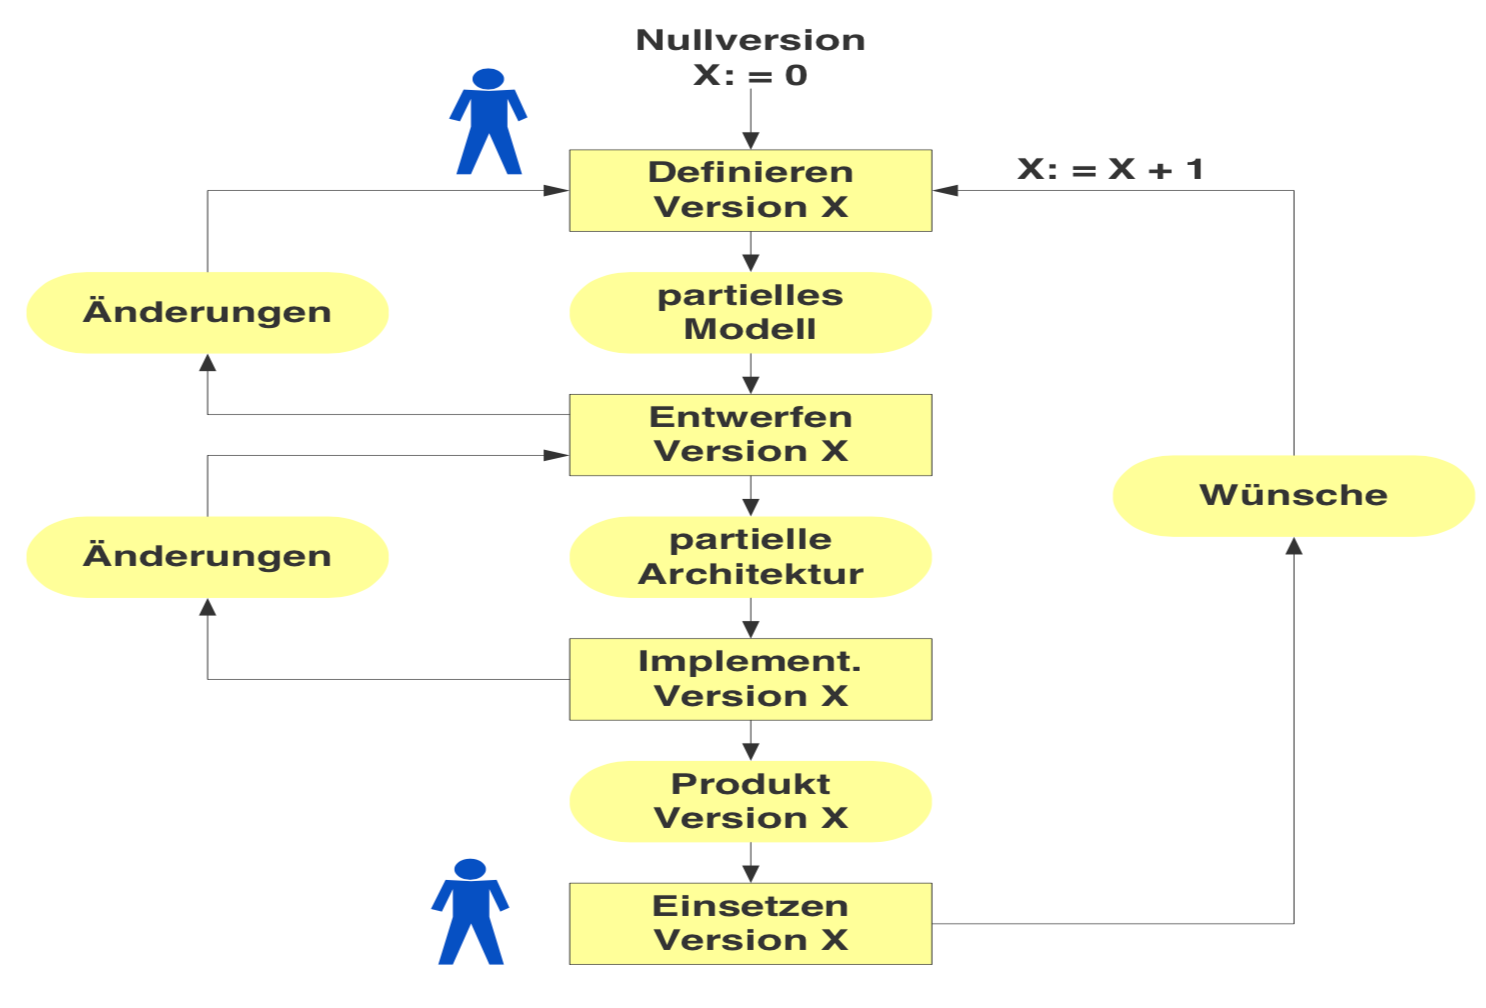 Nullversion
X: = 0
Definieren
Version X
X: = X + 1
Änderungen
partielles
Modell
Entwerfen
Version X
Wünsche
Änderungen
partielle
Architektur
Implement.
Version X
Produkt
Version X
Einsetzen
Version X